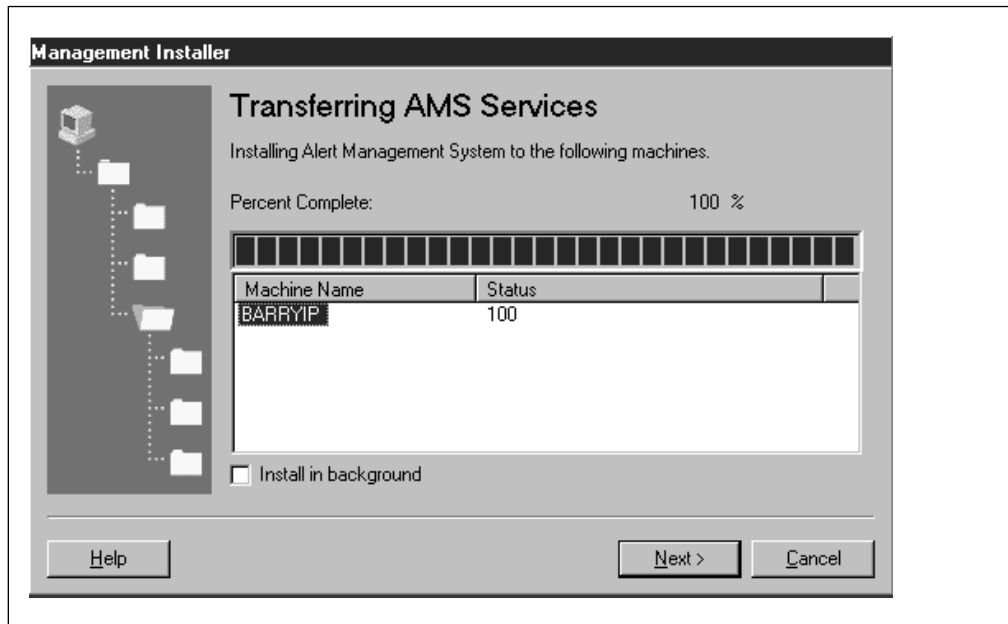 Management Installer
Transferring AMS Services
Installing Alert Management System to the following machines.
Percent Complete: 100 %
Machine Name Status
BARRYIP 100
Install in background
Help Next > Cancel